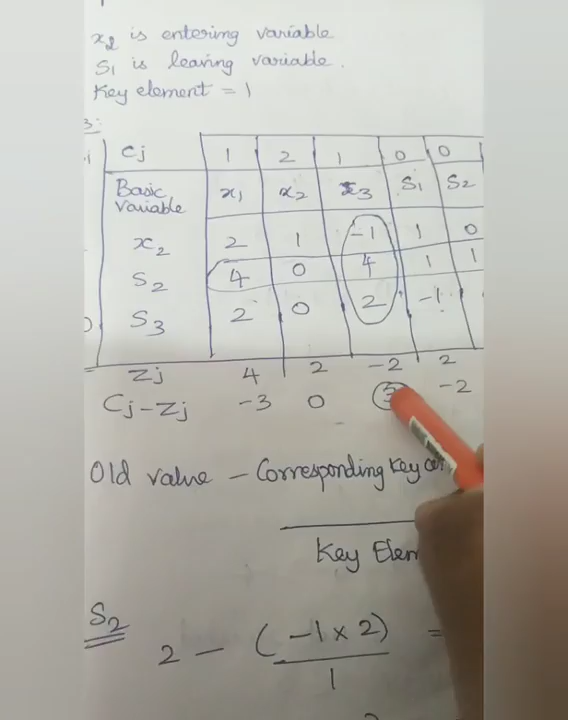 x2 is entering variable
S1 is leaving variable.
Key element = 1
3:
Cj 1 2 1 0 0
Basic variable x1 x2 x3 S1 S2
x2 2 1 -1 1 0
S2 4 0 4 1 1
S3 2 0 2 -1
Zj 4 2 -2 2
Cj-Zj -3 0 3 -2
Old value - Corresponding Key
Key Elem
S2
2 - (-1 x 2) =
1